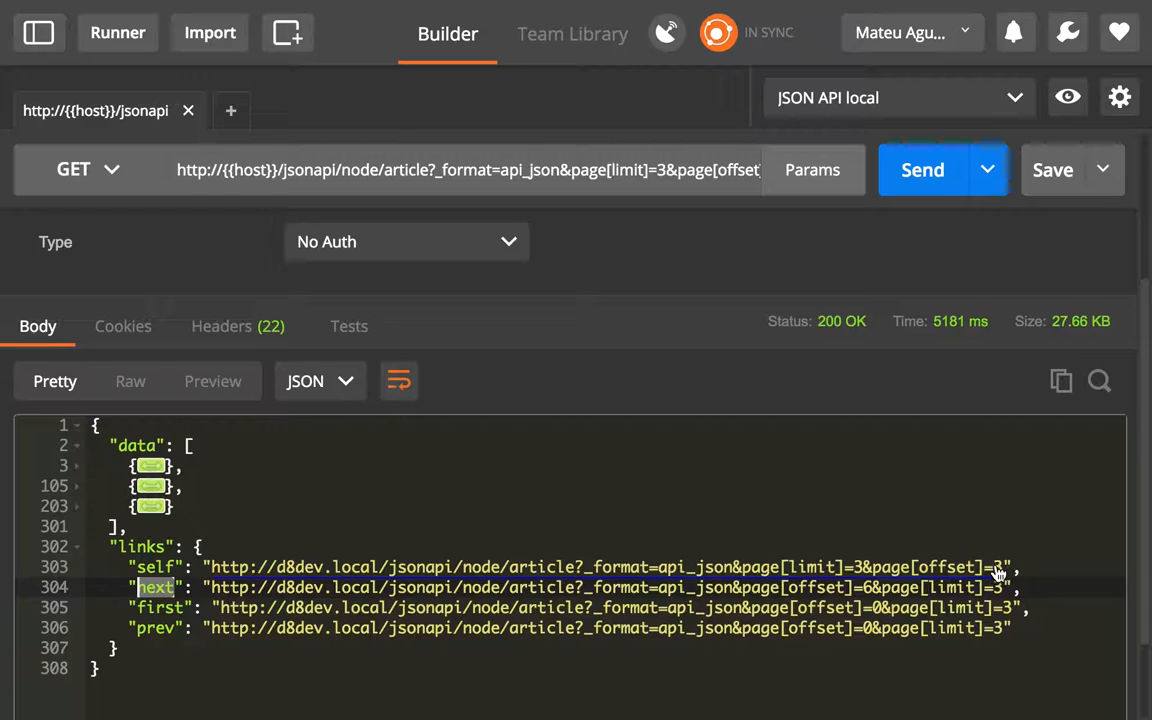 Runner Import Builder Team Library IN SYNC Mateu Agu...
http://{{host}}/jsonapi × + JSON API local
GET http://{{host}}/jsonapi/node/article?_format=api_json&page[limit]=3&page[offset] Params Send Save
Type No Auth
Body Cookies Headers (22) Tests Status: 200 OK Time: 5181 ms Size: 27.66 KB
Pretty Raw Preview JSON
1 {
2 "data": [
3 {},
105 {},
203 {}
301 ],
302 "links": {
303 "self": "http://d8dev.local/jsonapi/node/article?_format=api_json&page[limit]=3&page[offset]=3",
304 "next": "http://d8dev.local/jsonapi/node/article?_format=api_json&page[offset]=6&page[limit]=3",
305 "first": "http://d8dev.local/jsonapi/node/article?_format=api_json&page[offset]=0&page[limit]=3",
306 "prev": "http://d8dev.local/jsonapi/node/article?_format=api_json&page[offset]=0&page[limit]=3"
307 }
308 }